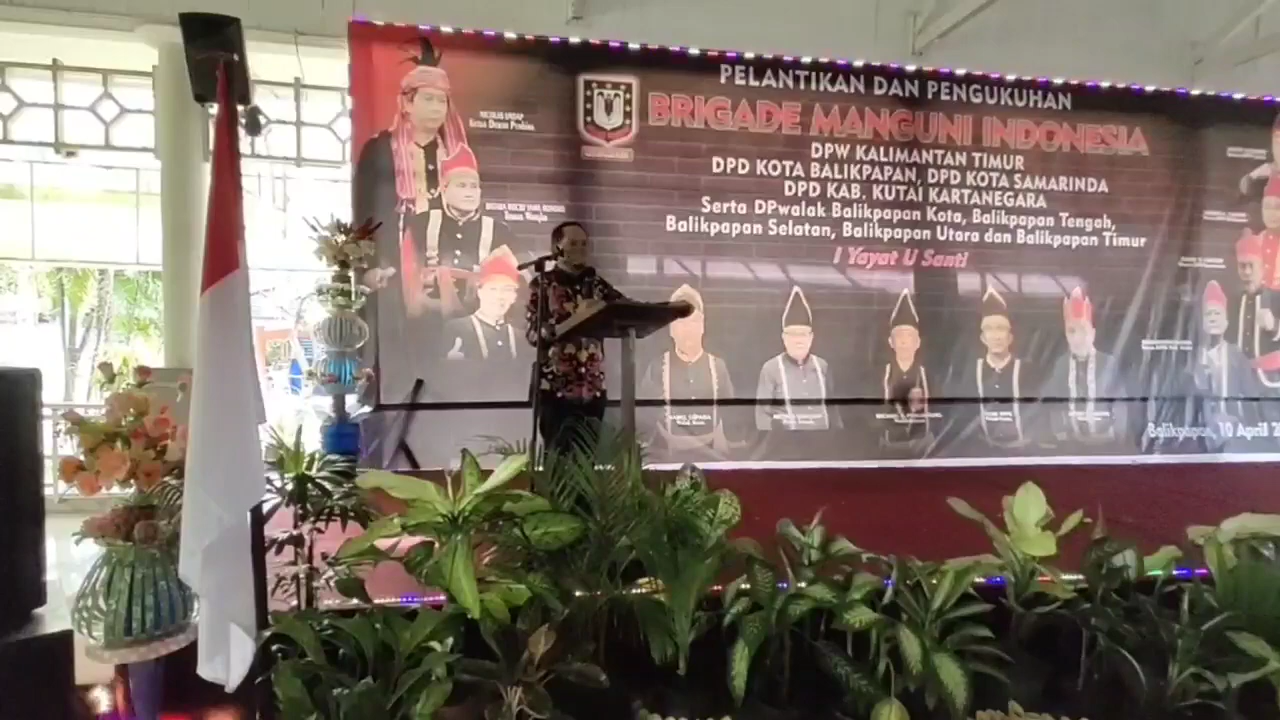 PELANTIKAN DAN PENGUKUHAN
BRIGADE MANGUNI INDONESIA
DPW KALIMANTAN TIMUR
DPD KOTA BALIKPAPAN, DPD KOTA SAMARINDA
DPD KAB. KUTAI KARTANEGARA
Serta DPwalak Balikpapan Kota, Balikpapan Tengah,
Balikpapan Selatan, Balikpapan Utara dan Balikpapan Timur
I Yayat U Santi
Balikpapan, 10 April